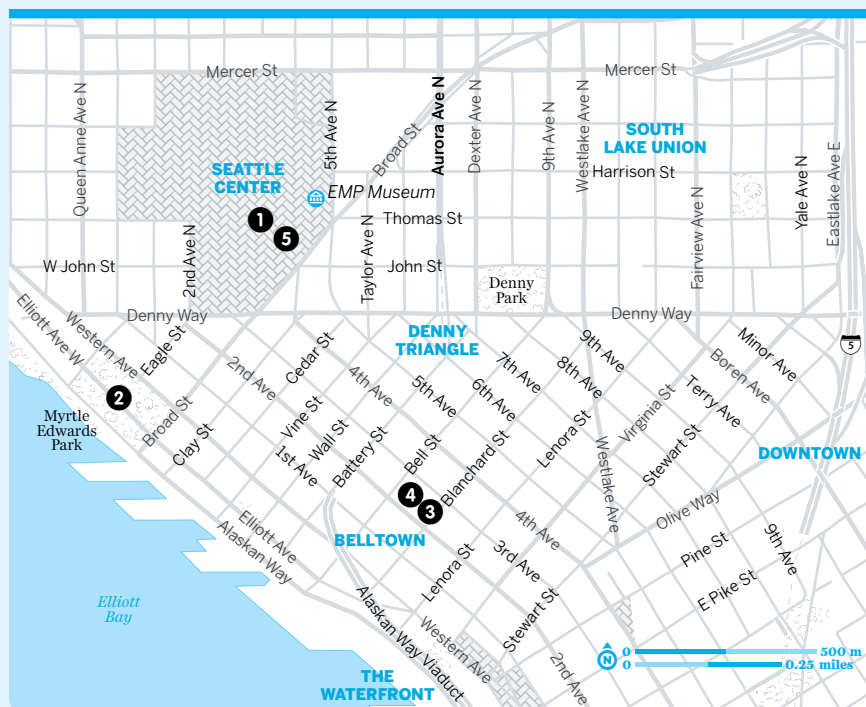 Mercer St
Mercer St
Queen Anne Ave N
5th Ave N
Broad St
Aurora Ave N
Dexter Ave N
9th Ave N
Westlake Ave N
SOUTH
LAKE UNION
Harrison St
Fairview Ave N
Yale Ave N
Eastlake Ave E
SEATTLE
CENTER
EMP Museum
1
5
Thomas St
Taylor Ave N
John St
W John St
2nd Ave N
Denny
Park
Denny Way
Denny Way
DENNY
TRIANGLE
5
Elliott Ave W
Western Ave
Eagle St
2nd Ave
Cedar St
4th Ave
5th Ave
6th Ave
7th Ave
8th Ave
9th Ave
Minor Ave
Boren Ave
Terry Ave
Virginia St
2
Myrtle
Edwards
Park
Broad St
Clay St
Vine St
Wall St
1st Ave
Battery St
Bell St
Blanchard St
Lenora St
Westlake Ave
Stewart St
DOWNTOWN
4
3
BELLTOWN
Olive Way
4th Ave
3rd Ave
Pine St
9th Ave
E Pike St
Elliott Ave
Alaskan Way
Elliott
Bay
Lenora St
Stewart St
Alaskan Way Viaduct
Western Ave
2nd Ave
THE
WATERFRONT
N
0 500 m
0 0.25 miles